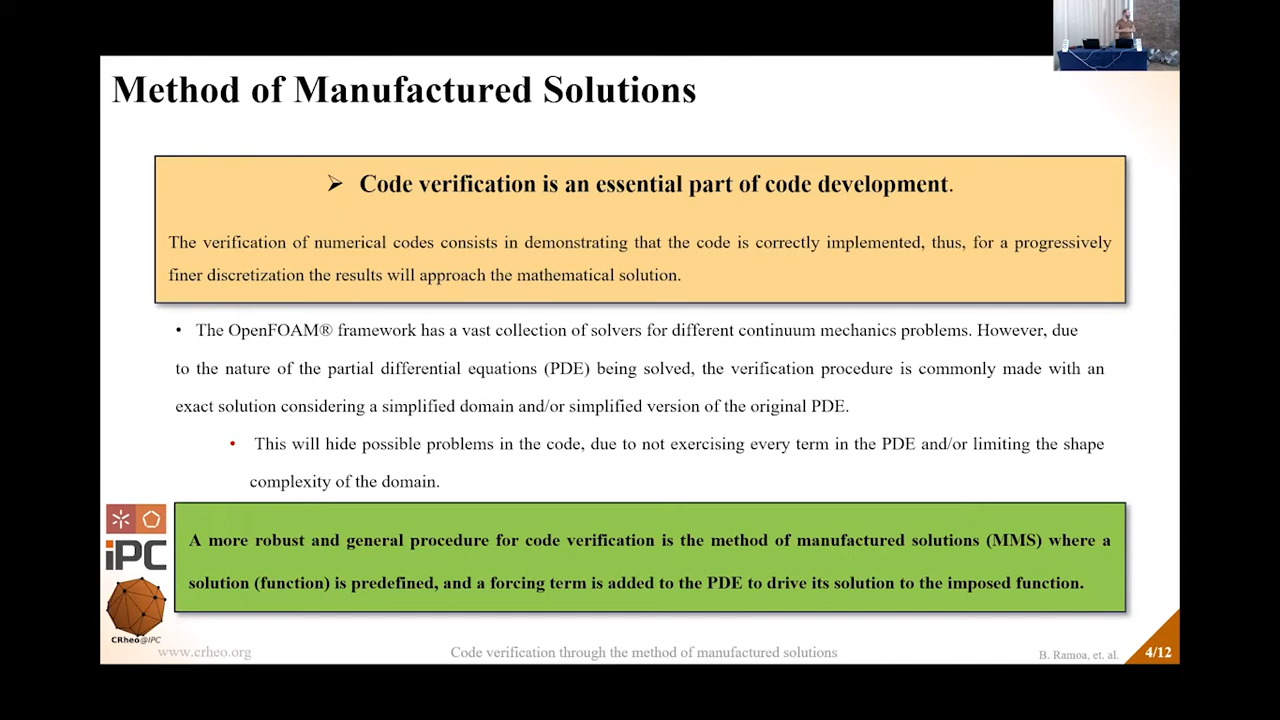 Method of Manufactured Solutions
➢ Code verification is an essential part of code development.
The verification of numerical codes consists in demonstrating that the code is correctly implemented, thus, for a progressively
finer discretization the results will approach the mathematical solution.
• The OpenFOAM® framework has a vast collection of solvers for different continuum mechanics problems. However, due
to the nature of the partial differential equations (PDE) being solved, the verification procedure is commonly made with an
exact solution considering a simplified domain and/or simplified version of the original PDE.
• This will hide possible problems in the code, due to not exercising every term in the PDE and/or limiting the shape
complexity of the domain.
A more robust and general procedure for code verification is the method of manufactured solutions (MMS) where a
solution (function) is predefined, and a forcing term is added to the PDE to drive its solution to the imposed function.
iPC
CRheo@IPC
www.crheo.org
Code verification through the method of manufactured solutions
B. Ramoa, et. al.
4/12